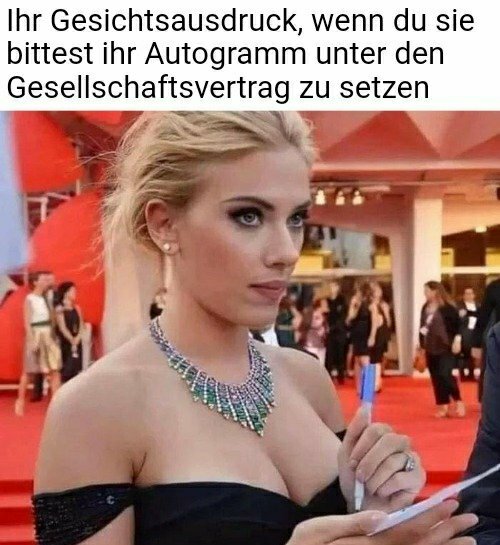 Ihr Gesichtsausdruck, wenn du sie
bittest ihr Autogramm unter den
Gesellschaftsvertrag zu setzen